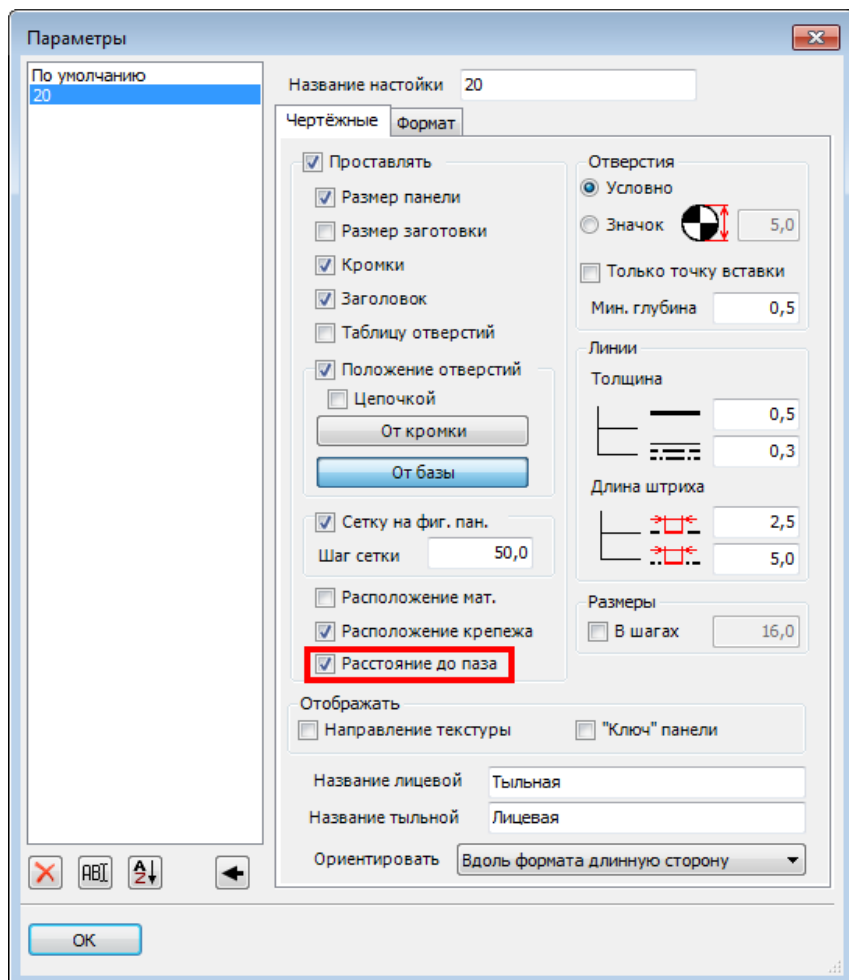 Параметры
По умолчанию
20
Название настойки 20
Чертёжные Формат
Проставлять
Размер панели
Размер заготовки
Кромки
Заголовок
Таблицу отверстий
Положение отверстий
Цепочкой
От кромки
От базы
Сетку на фиг. пан.
Шаг сетки 50,0
Расположение мат.
Расположение крепежа
Расстояние до паза
Отверстия
Условно
Значок 5,0
Только точку вставки
Мин. глубина 0,5
Линии
Толщина
0,5
0,3
Длина штриха
2,5
5,0
Размеры
В шагах 16,0
Отображать
Направление текстуры "Ключ" панели
Название лицевой Тыльная
Название тыльной Лицевая
Ориентировать Вдоль формата длинную сторону
ABI AZ
OK